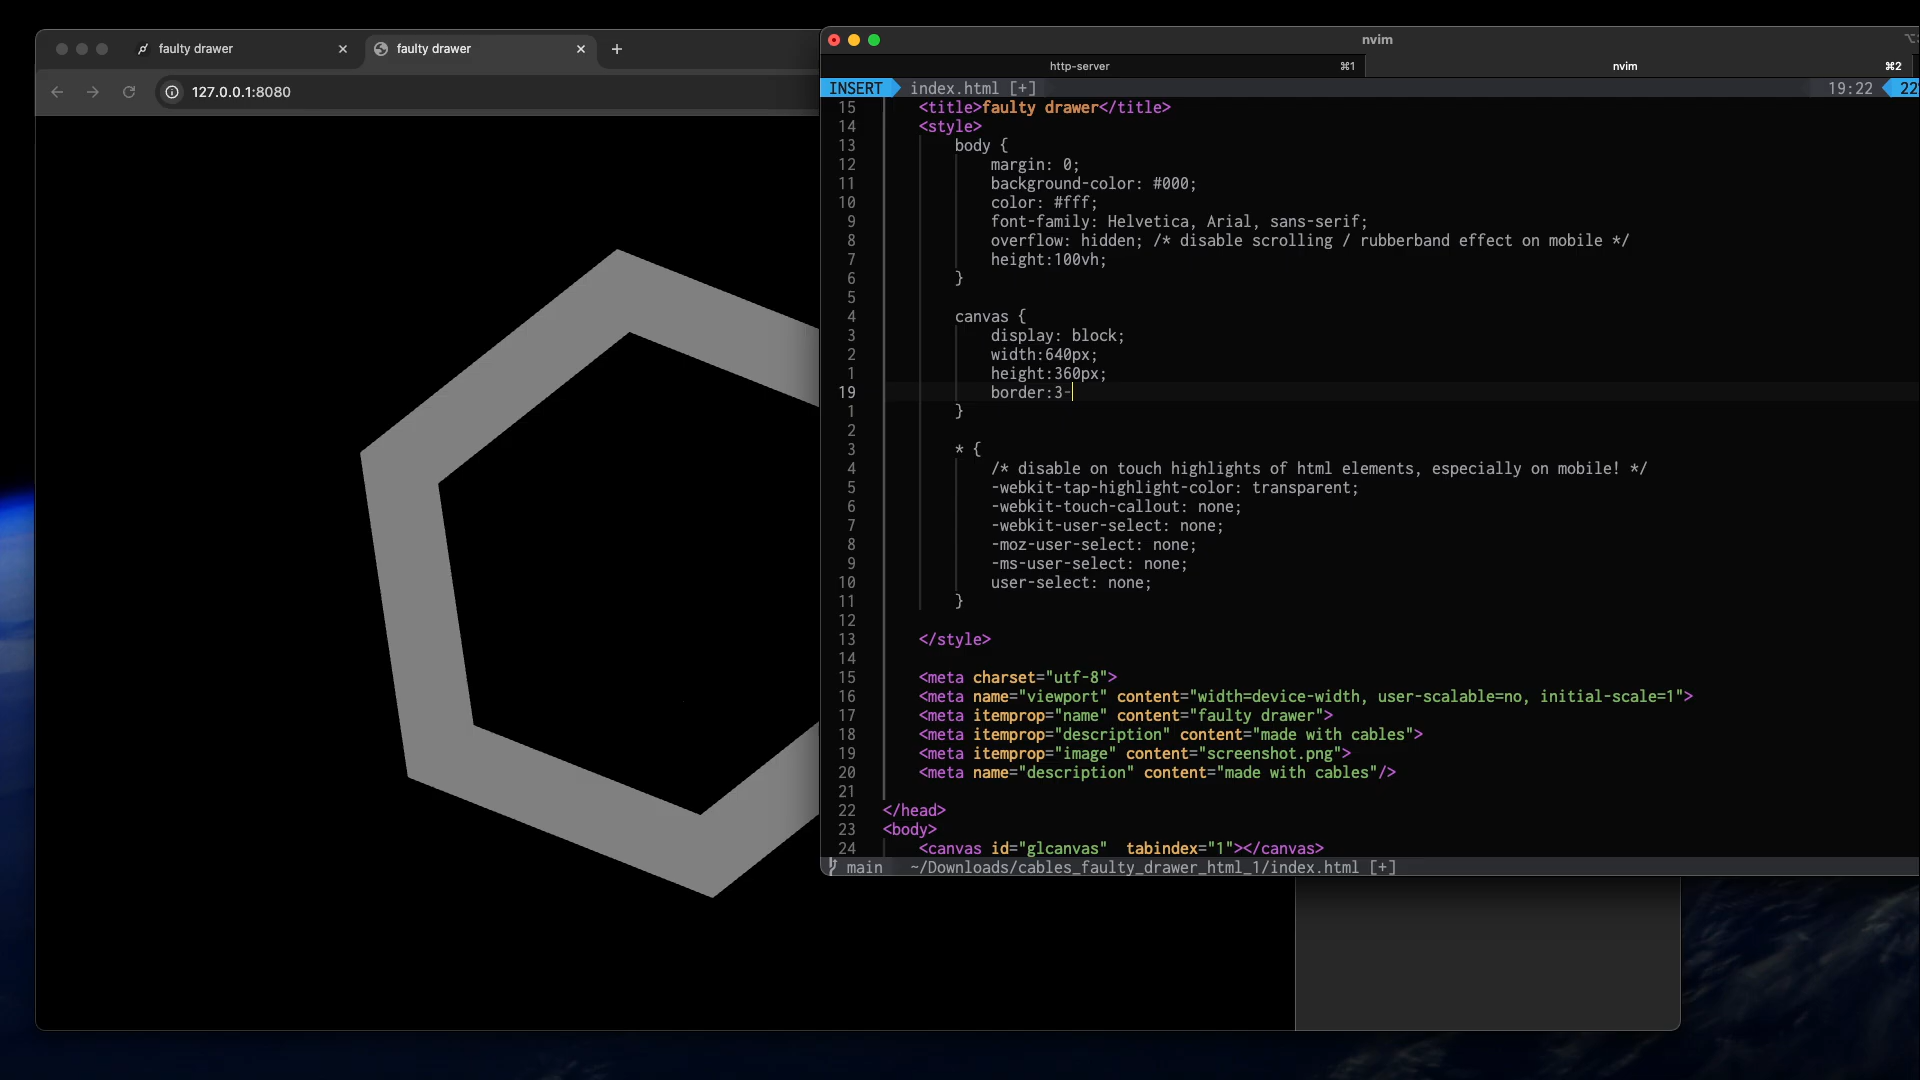 faulty drawer
faulty drawer
127.0.0.1:8080
nvim
http-server ⌘1
nvim ⌘2
INSERT index.html [+] 19:22 22
15 <title>faulty drawer</title>
14 <style>
13 body {
12 margin: 0;
11 background-color: #000;
10 color: #fff;
9 font-family: Helvetica, Arial, sans-serif;
8 overflow: hidden; /* disable scrolling / rubberband effect on mobile */
7 height:100vh;
6 }
5
4 canvas {
3 display: block;
2 width:640px;
1 height:360px;
19 border:3-
1 }
2
3 * {
4 /* disable on touch highlights of html elements, especially on mobile! */
5 -webkit-tap-highlight-color: transparent;
6 -webkit-touch-callout: none;
7 -webkit-user-select: none;
8 -moz-user-select: none;
9 -ms-user-select: none;
10 user-select: none;
11 }
12
13 </style>
14
15 <meta charset="utf-8">
16 <meta name="viewport" content="width=device-width, user-scalable=no, initial-scale=1">
17 <meta itemprop="name" content="faulty drawer">
18 <meta itemprop="description" content="made with cables">
19 <meta itemprop="image" content="screenshot.png">
20 <meta name="description" content="made with cables"/>
21
22 </head>
23 <body>
24 <canvas id="glcanvas" tabindex="1"></canvas>
main ~/Downloads/cables_faulty_drawer_html_1/index.html [+]